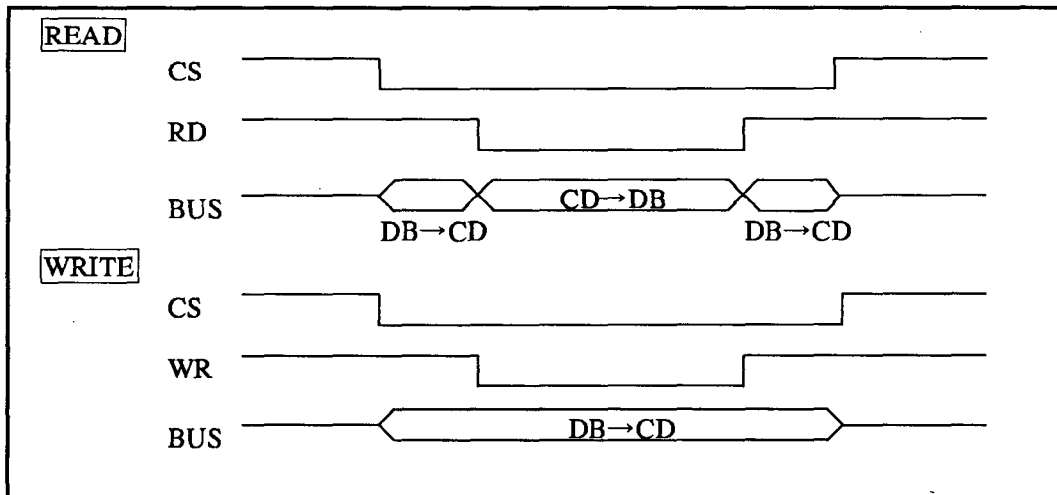 READ
CS
RD
BUS
CD→DB
DB→CD DB→CD
WRITE
CS
WR
BUS
DB→CD